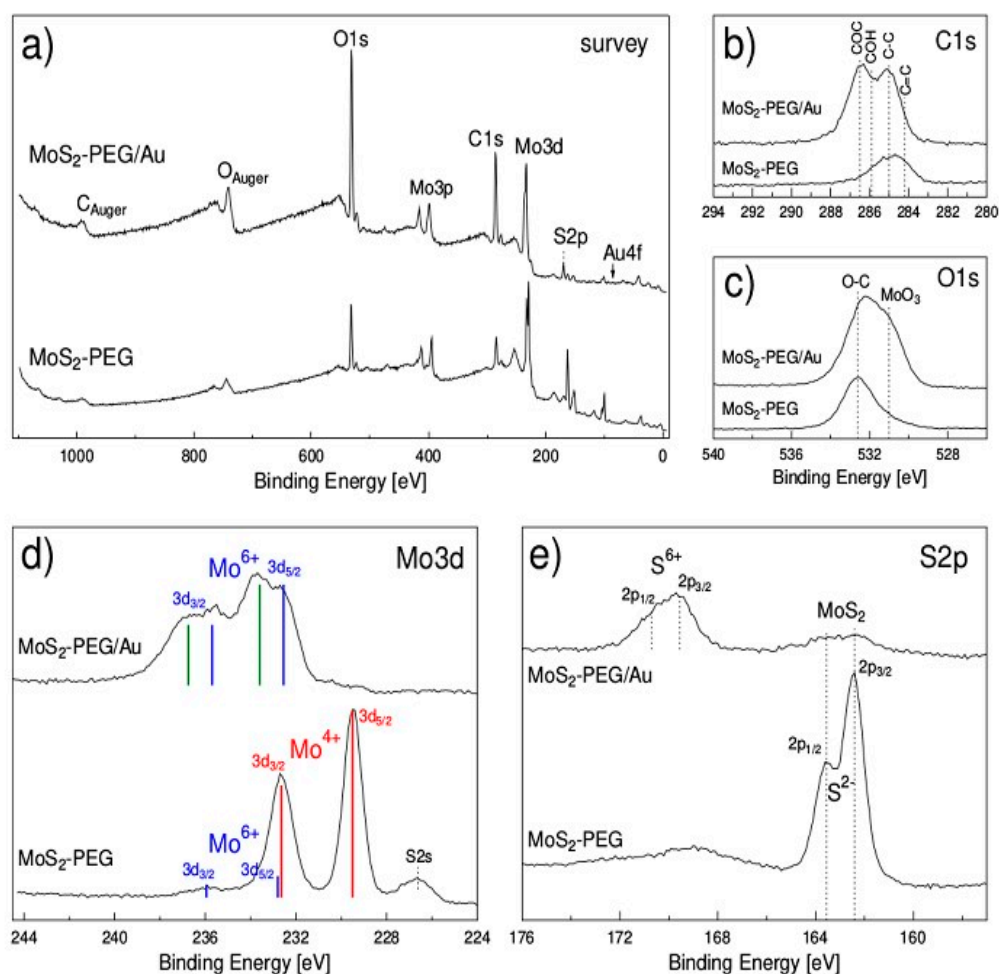 a)
survey
O1s
MoS2-PEG/Au
C1s
Mo3d
OAuger
Mo3p
CAuger
S2p
Au4f
MoS2-PEG
1000 800 600 400 200 0
Binding Energy [eV]
b)
C1s
COC
COH
C-C
C=C
MoS2-PEG/Au
MoS2-PEG
294 292 290 288 286 284 282 280
Binding Energy [eV]
c)
O1s
O-C
MoO3
MoS2-PEG/Au
MoS2-PEG
540 536 532 528
Binding Energy [eV]
d)
Mo3d
Mo6+
3d5/2
3d3/2
MoS2-PEG/Au
3d5/2
Mo4+
3d3/2
Mo6+
MoS2-PEG
3d3/2
3d5/2
S2s
244 240 236 232 228 224
Binding Energy [eV]
e)
S2p
S6+
2p1/2
2p3/2
MoS2
MoS2-PEG/Au
2p3/2
2p1/2
S2-
MoS2-PEG
176 172 168 164 160
Binding Energy [eV]